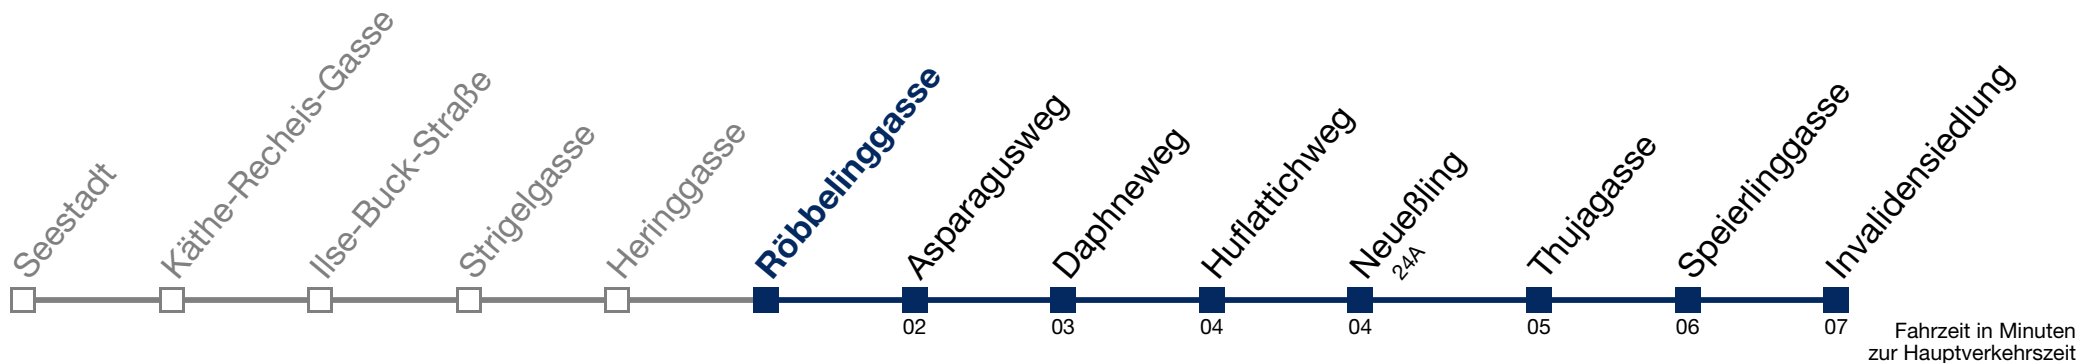 Seestadt
Käthe-Recheis-Gasse
Ilse-Buck-Straße
Strigelgasse
Heringgasse
Röbbelinggasse
Asparagusweg
Daphneweg
Huflattichweg
Neueßling
24A
Thujagasse
Speierlinggasse
Invalidensiedlung
02
03
04
04
05
06
07
Fahrzeit in Minuten
zur Hauptverkehrszeit